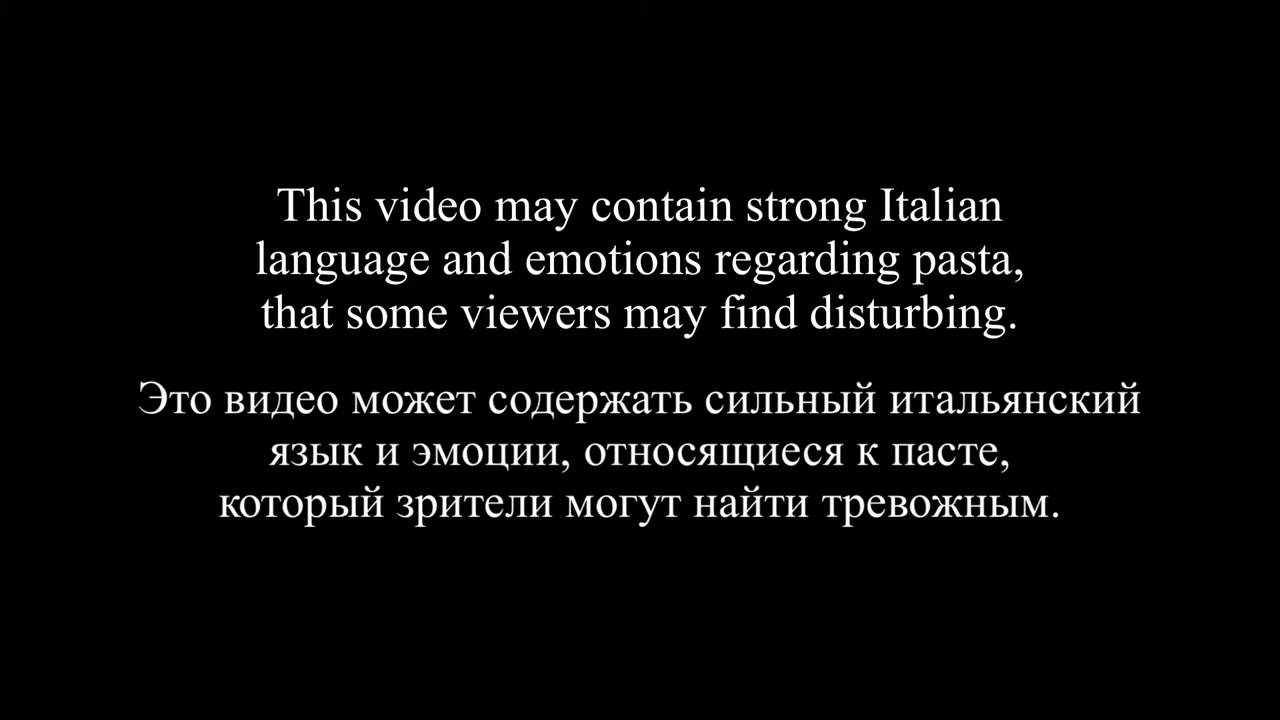 This video may contain strong Italian
language and emotions regarding pasta,
that some viewers may find disturbing.
Это видео может содержать сильный итальянский
язык и эмоции, относящиеся к пасте,
который зрители могут найти тревожным.